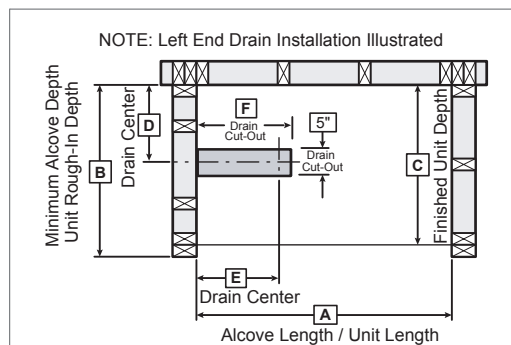 NOTE: Left End Drain Installation Illustrated
Minimum Alcove Depth
Unit Rough-In Depth
B
Drain Center
D
F
Drain
Cut-Out
5"
Drain
Cut-Out
C
Finished Unit Depth
E
Drain Center
A
Alcove Length / Unit Length